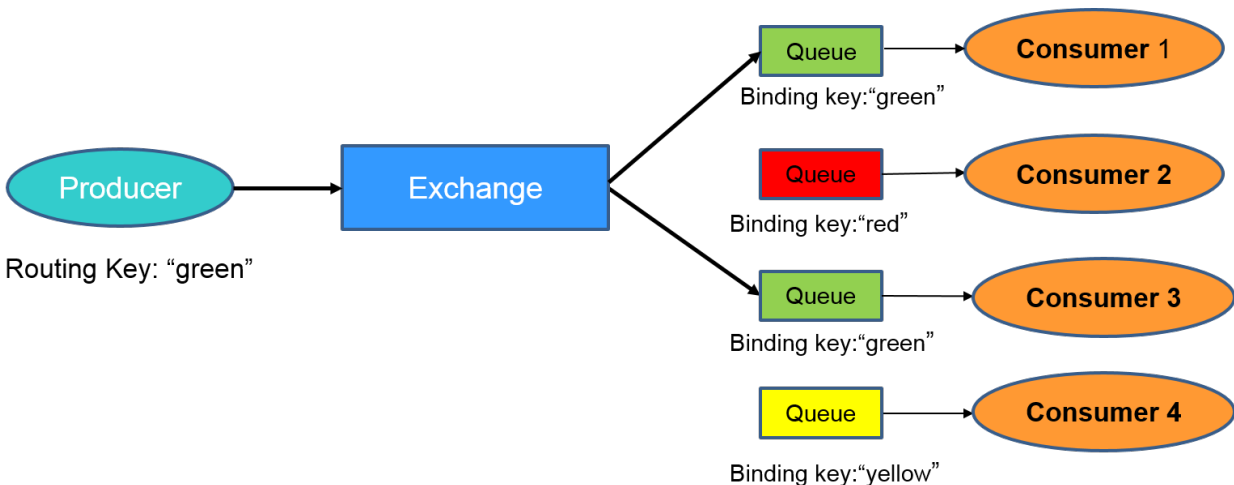 Queue
Consumer 1
Binding key:“green”
Producer
Exchange
Queue
Consumer 2
Binding key:“red”
Routing Key: “green”
Queue
Consumer 3
Binding key:“green”
Queue
Consumer 4
Binding key:“yellow”